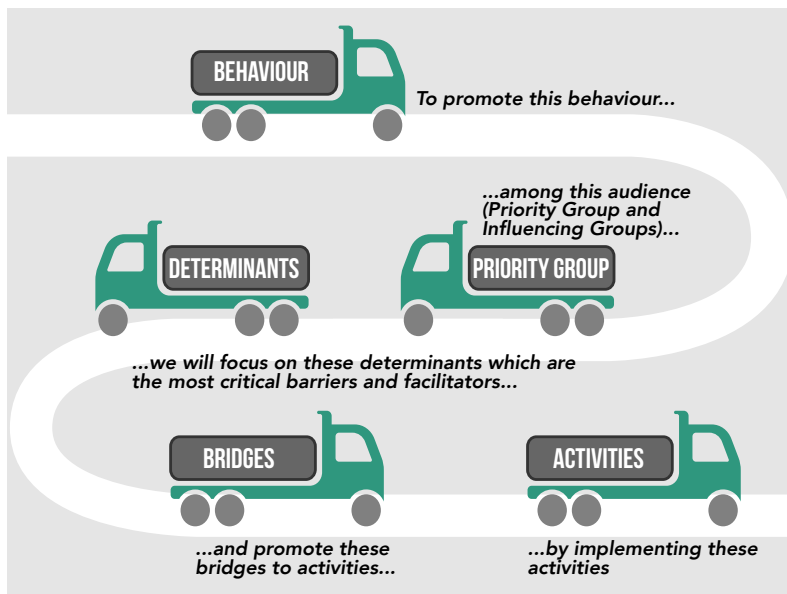 BEHAVIOUR
To promote this behaviour...
...among this audience
(Priority Group and
Influencing Groups)...
PRIORITY GROUP
DETERMINANTS
...we will focus on these determinants which are
the most critical barriers and facilitators...
BRIDGES
...and promote these
bridges to activities...
ACTIVITIES
...by implementing these
activities